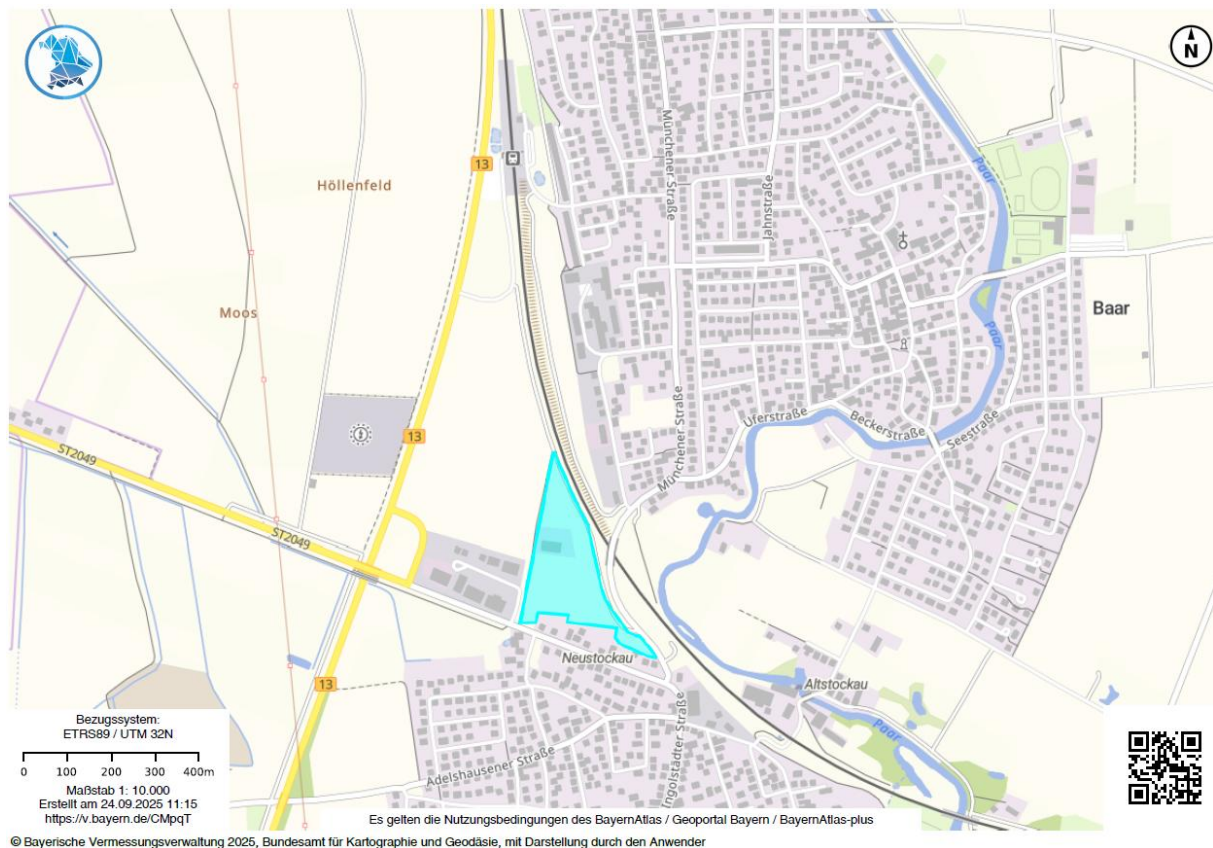 N
Münchener Straße
Jahnstraße
Paar
13
Höllenfeld
Moos
Baar
Paar
Münchener Straße
Uferstraße
Beckerstraße
Seestraße
13
ST2049
ST2049
Neustockau
Altstockau
13
Ingolstädter Straße
Adelshausener Straße
Paar
Bezugssystem:
ETRS89 / UTM 32N
0 100 200 300 400m
Maßstab 1: 10.000
Erstellt am 24.09.2025 11:15
https://v.bayern.de/CMpqT
Es gelten die Nutzungsbedingungen des BayernAtlas / Geoportal Bayern / BayernAtlas-plus
© Bayerische Vermessungsverwaltung 2025, Bundesamt für Kartographie und Geodäsie, mit Darstellung durch den Anwender